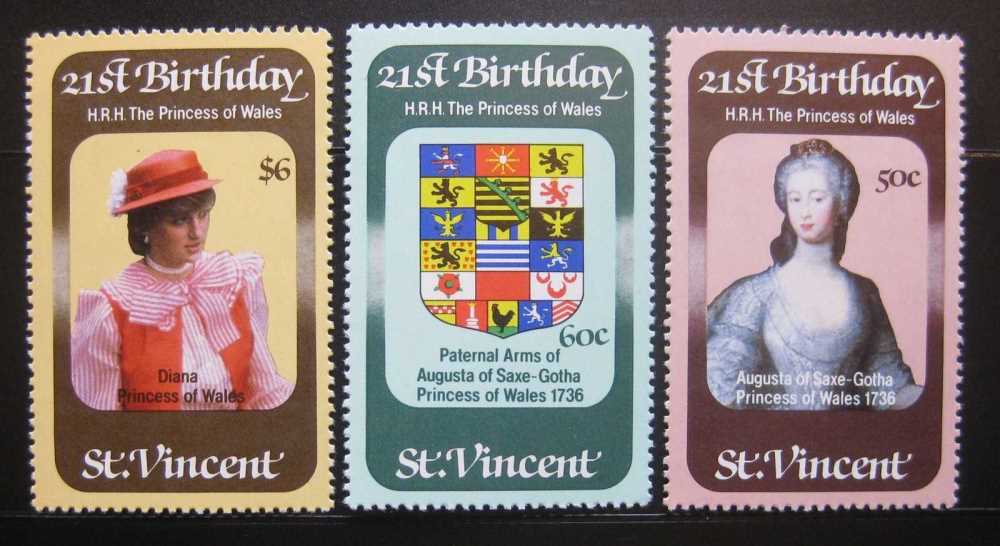 21st Birthday
H.R.H. The Princess of Wales
$6
Diana
Princess of Wales
St. Vincent
21st Birthday
H.R.H. The Princess of Wales
60c
Paternal Arms of
Augusta of Saxe-Gotha
Princess of Wales 1736
St. Vincent
21st Birthday
H.R.H. The Princess of Wales
50c
Augusta of Saxe-Gotha
Princess of Wales 1736
St. Vincent